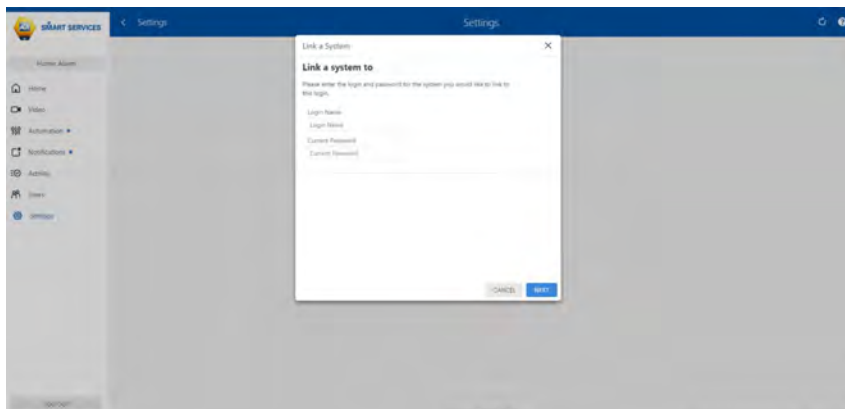 SMART SERVICES
Settings
Settings
Home Alarm
Home
Video
Automation
Notifications
Activity
Users
Settings
Link a System
Link a system to
Please enter the login and password for the system you would like to link to
this login.
Login Name
Login Name
Current Password
Current Password
CANCEL
NEXT